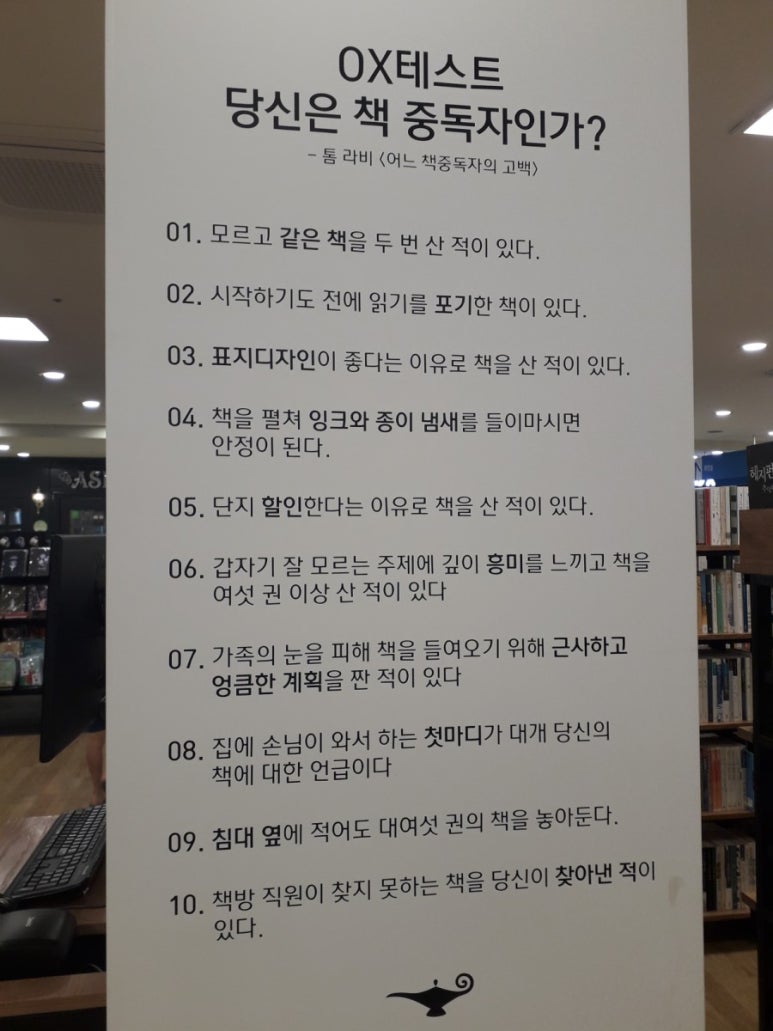 OX테스트
당신은 책 중독자인가?
- 톰 라비 <어느 책중독자의 고백>
01. 모르고 같은 책을 두 번 산 적이 있다.
02. 시작하기도 전에 읽기를 포기한 책이 있다.
03. 표지디자인이 좋다는 이유로 책을 산 적이 있다.
04. 책을 펼쳐 잉크와 종이 냄새를 들이마시면
안정이 된다.
05. 단지 할인한다는 이유로 책을 산 적이 있다.
06. 갑자기 잘 모르는 주제에 깊이 흥미를 느끼고 책을
여섯 권 이상 산 적이 있다
07. 가족의 눈을 피해 책을 들여오기 위해 근사하고
엉큼한 계획을 짠 적이 있다
08. 집에 손님이 와서 하는 첫마디가 대개 당신의
책에 대한 언급이다
09. 침대 옆에 적어도 대여섯 권의 책을 놓아둔다.
10. 책방 직원이 찾지 못하는 책을 당신이 찾아낸 적이
있다.